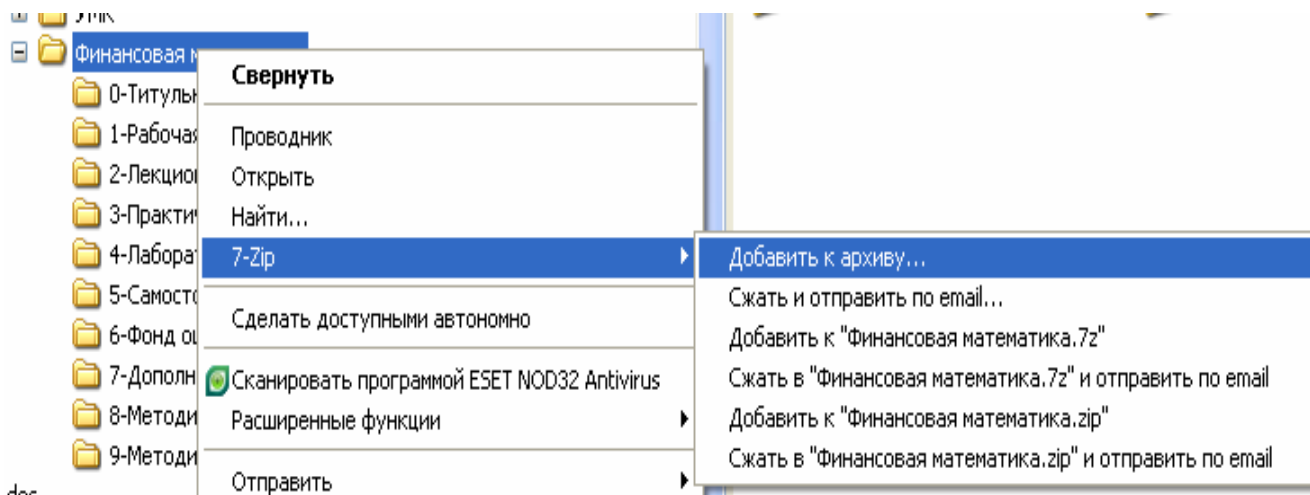 УМК
Финансовая
0-Титульн
1-Рабочая
2-Лекцион
3-Практич
4-Лаборат
5-Самосто
6-Фонд оц
7-Дополн
8-Методи
9-Методи
doc
Свернуть
Проводник
Открыть
Найти...
7-Zip
Сделать доступными автономно
Сканировать программой ESET NOD32 Antivirus
Расширенные функции
Отправить
Добавить к архиву...
Сжать и отправить по email...
Добавить к "Финансовая математика.7z"
Сжать в "Финансовая математика.7z" и отправить по email
Добавить к "Финансовая математика.zip"
Сжать в "Финансовая математика.zip" и отправить по email